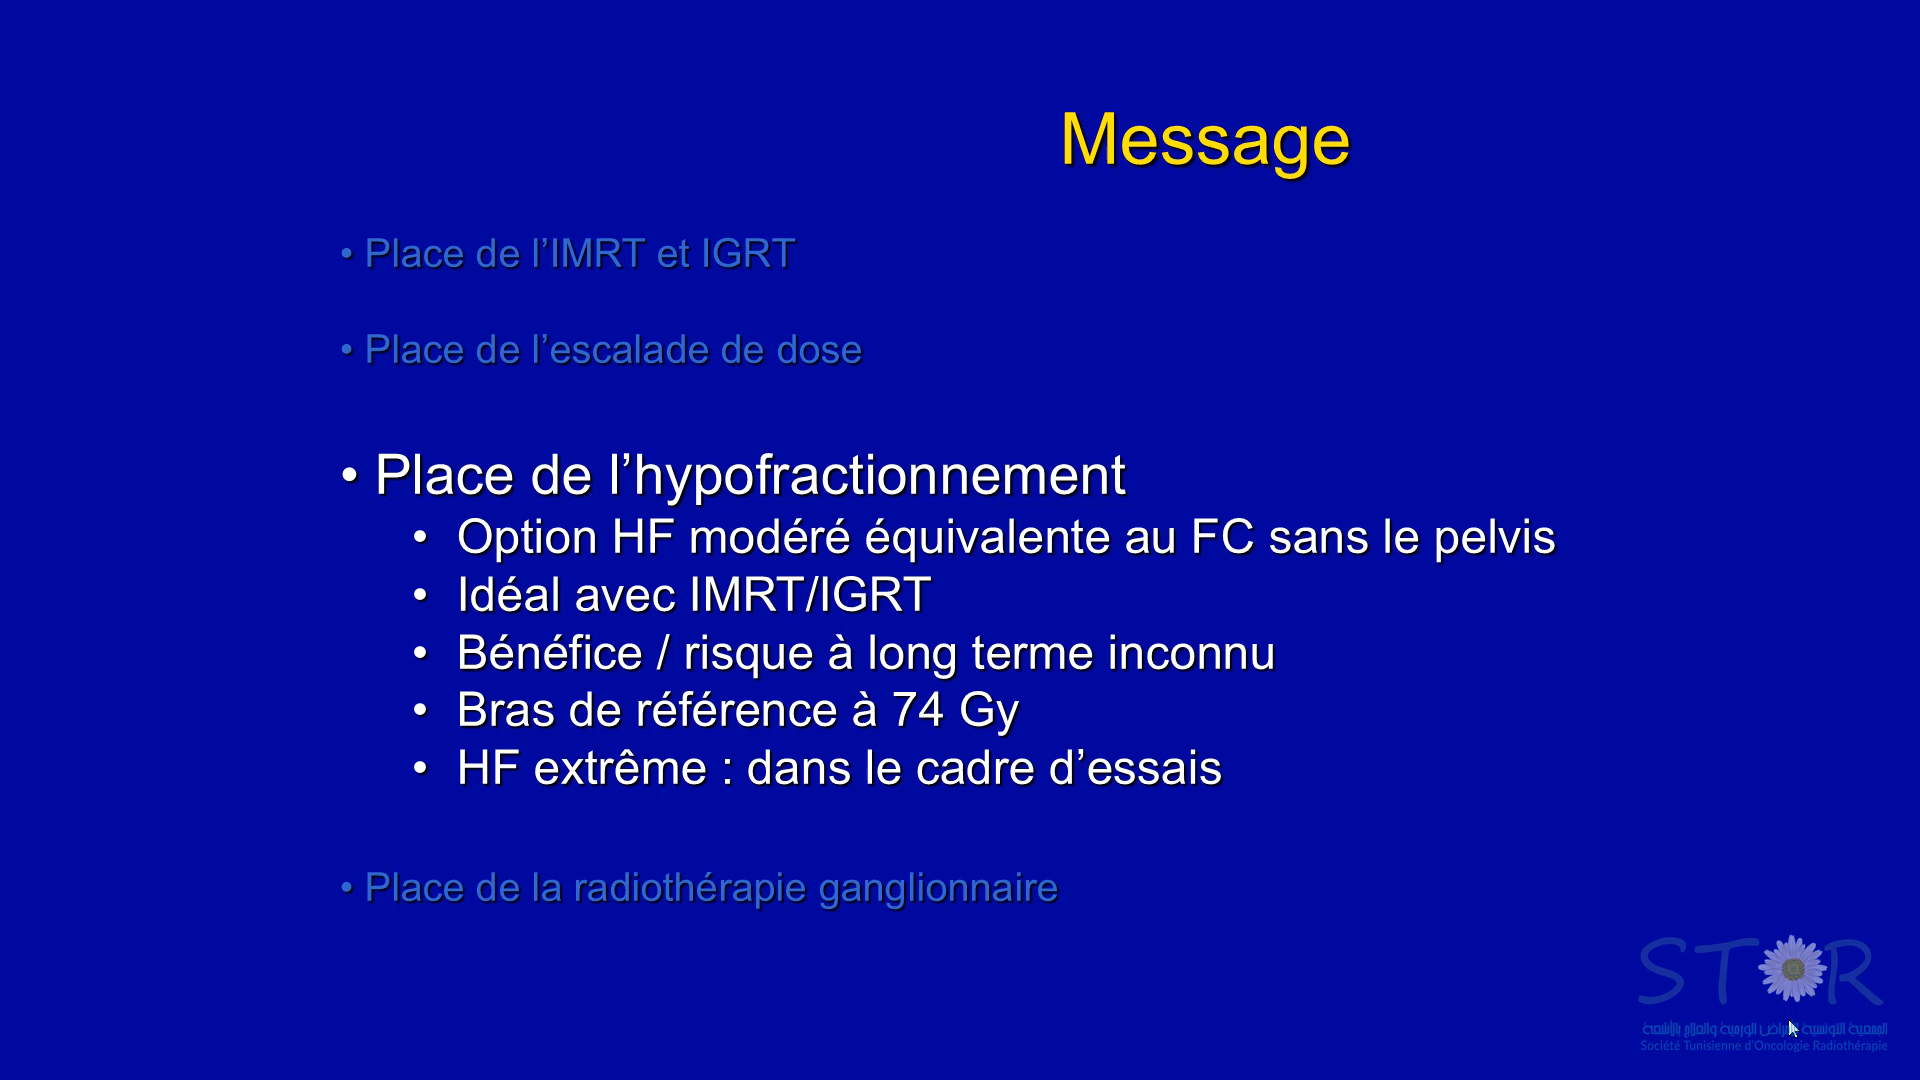 Message
• Place de l’IMRT et IGRT
• Place de l’escalade de dose
• Place de l’hypofractionnement
• Option HF modéré équivalente au FC sans le pelvis
• Idéal avec IMRT/IGRT
• Bénéfice / risque à long terme inconnu
• Bras de référence à 74 Gy
• HF extrême : dans le cadre d’essais
• Place de la radiothérapie ganglionnaire
STOR
Société Tunisienne d'Oncologie Radiothérapie